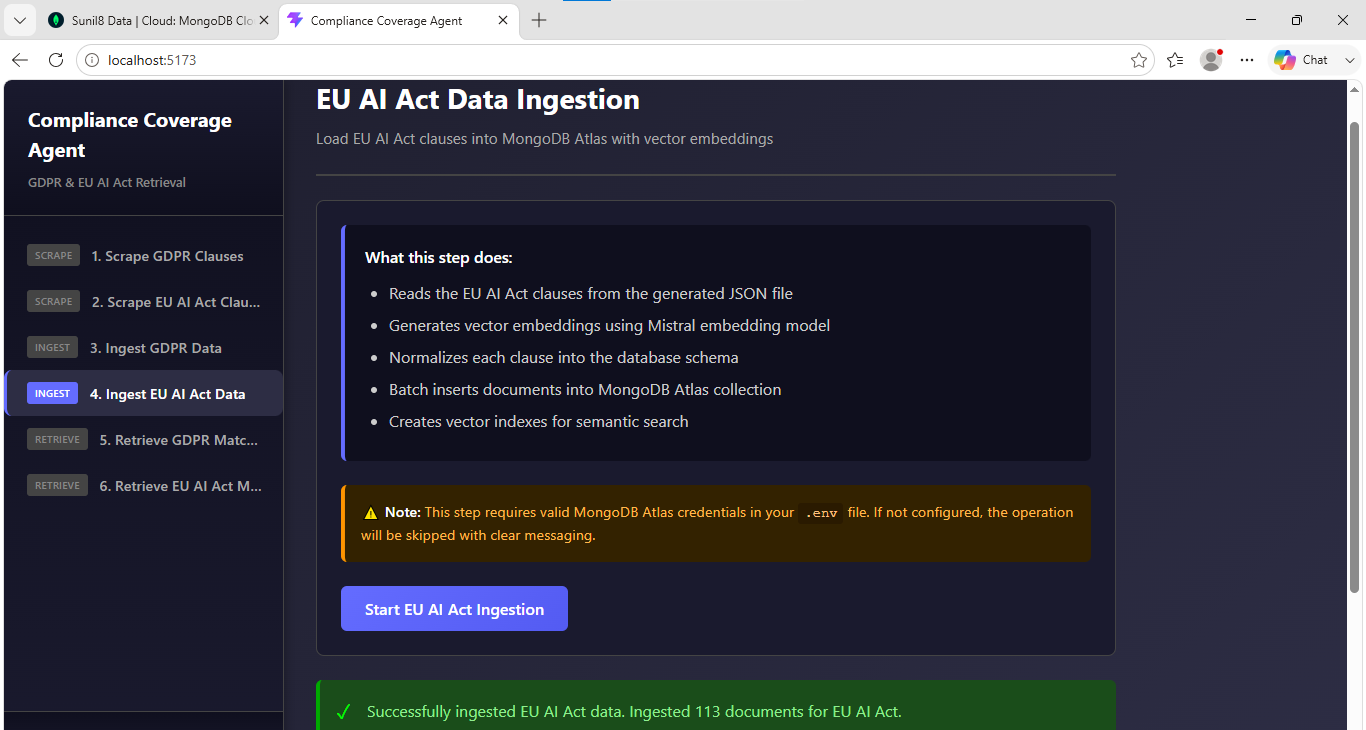 Sunil8 Data | Cloud: MongoDB Clo
Compliance Coverage Agent
localhost:5173
Chat
Compliance Coverage
Agent
GDPR & EU AI Act Retrieval
SCRAPE 1. Scrape GDPR Clauses
SCRAPE 2. Scrape EU AI Act Clau...
INGEST 3. Ingest GDPR Data
INGEST 4. Ingest EU AI Act Data
RETRIEVE 5. Retrieve GDPR Matc...
RETRIEVE 6. Retrieve EU AI Act M...
EU AI Act Data Ingestion
Load EU AI Act clauses into MongoDB Atlas with vector embeddings
What this step does:
• Reads the EU AI Act clauses from the generated JSON file
• Generates vector embeddings using Mistral embedding model
• Normalizes each clause into the database schema
• Batch inserts documents into MongoDB Atlas collection
• Creates vector indexes for semantic search
⚠ Note: This step requires valid MongoDB Atlas credentials in your .env file. If not configured, the operation
will be skipped with clear messaging.
Start EU AI Act Ingestion
✓ Successfully ingested EU AI Act data. Ingested 113 documents for EU AI Act.